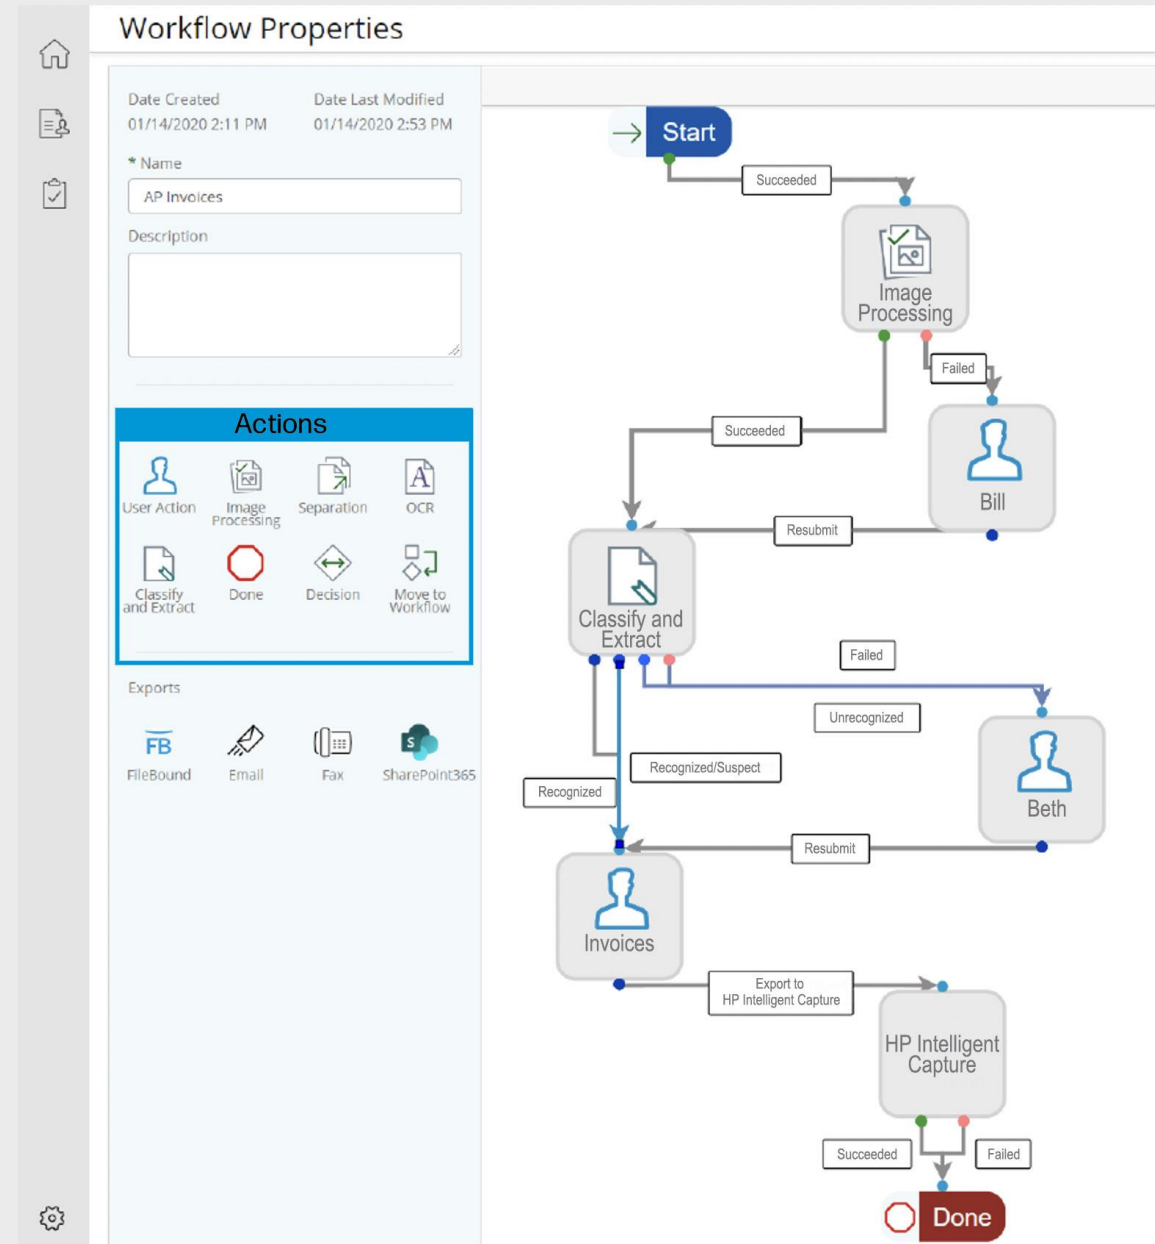 Workflow Properties
Date Created
Date Last Modified
01/14/2020 2:11 PM
01/14/2020 2:53 PM
* Name
AP Invoices
Description
Actions
User Action
Image
Processing
Separation
OCR
Classify
and Extract
Done
Decision
Move to
Workflow
Exports
FB
FileBound
Email
Fax
S
SharePoint365
Start
Succeeded
Image
Processing
Failed
Succeeded
Bill
Resubmit
Classify and
Extract
Failed
Unrecognized
Recognized/Suspect
Recognized
Beth
Resubmit
Invoices
Export to
HP Intelligent Capture
HP Intelligent
Capture
Succeeded
Failed
Done